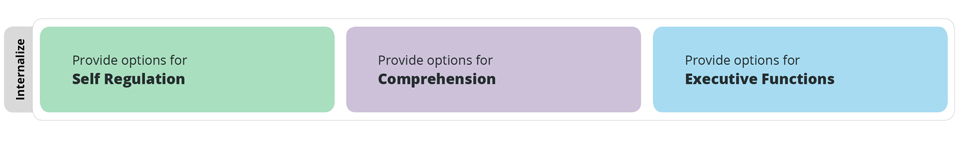 Internalize
Provide options for
Self Regulation
Provide options for
Comprehension
Provide options for
Executive Functions